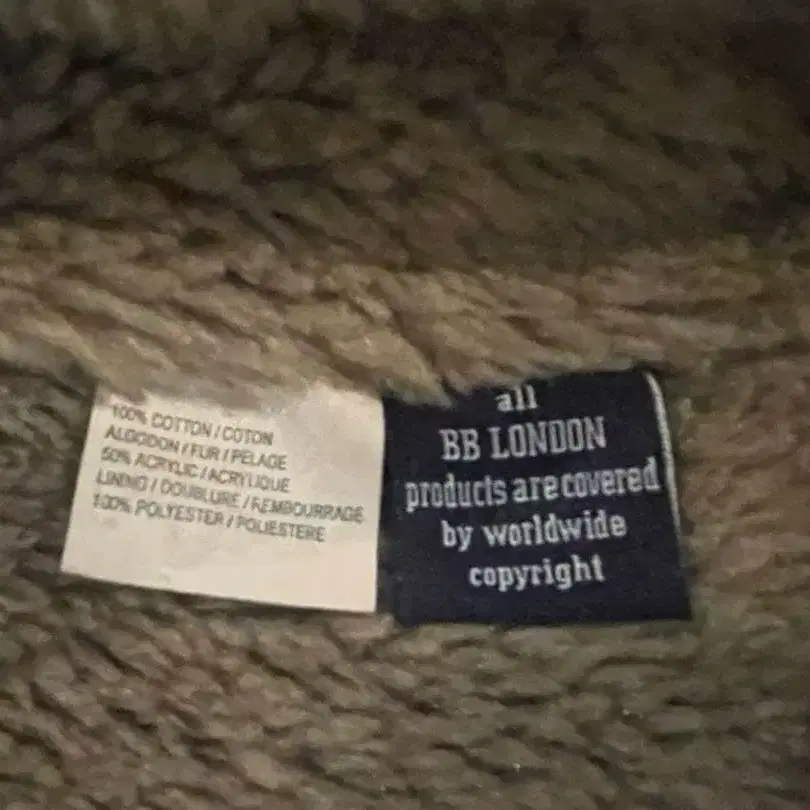 100% COTTON / COTON
ALGODON / FUR / PELAGE
50% ACRYLIC / ACRYLIQUE
LINING / DOUBLURE / REMBOURRAGE
100% POLYESTER / POLIESTERE
all
BB LONDON
products are covered
by worldwide
copyright